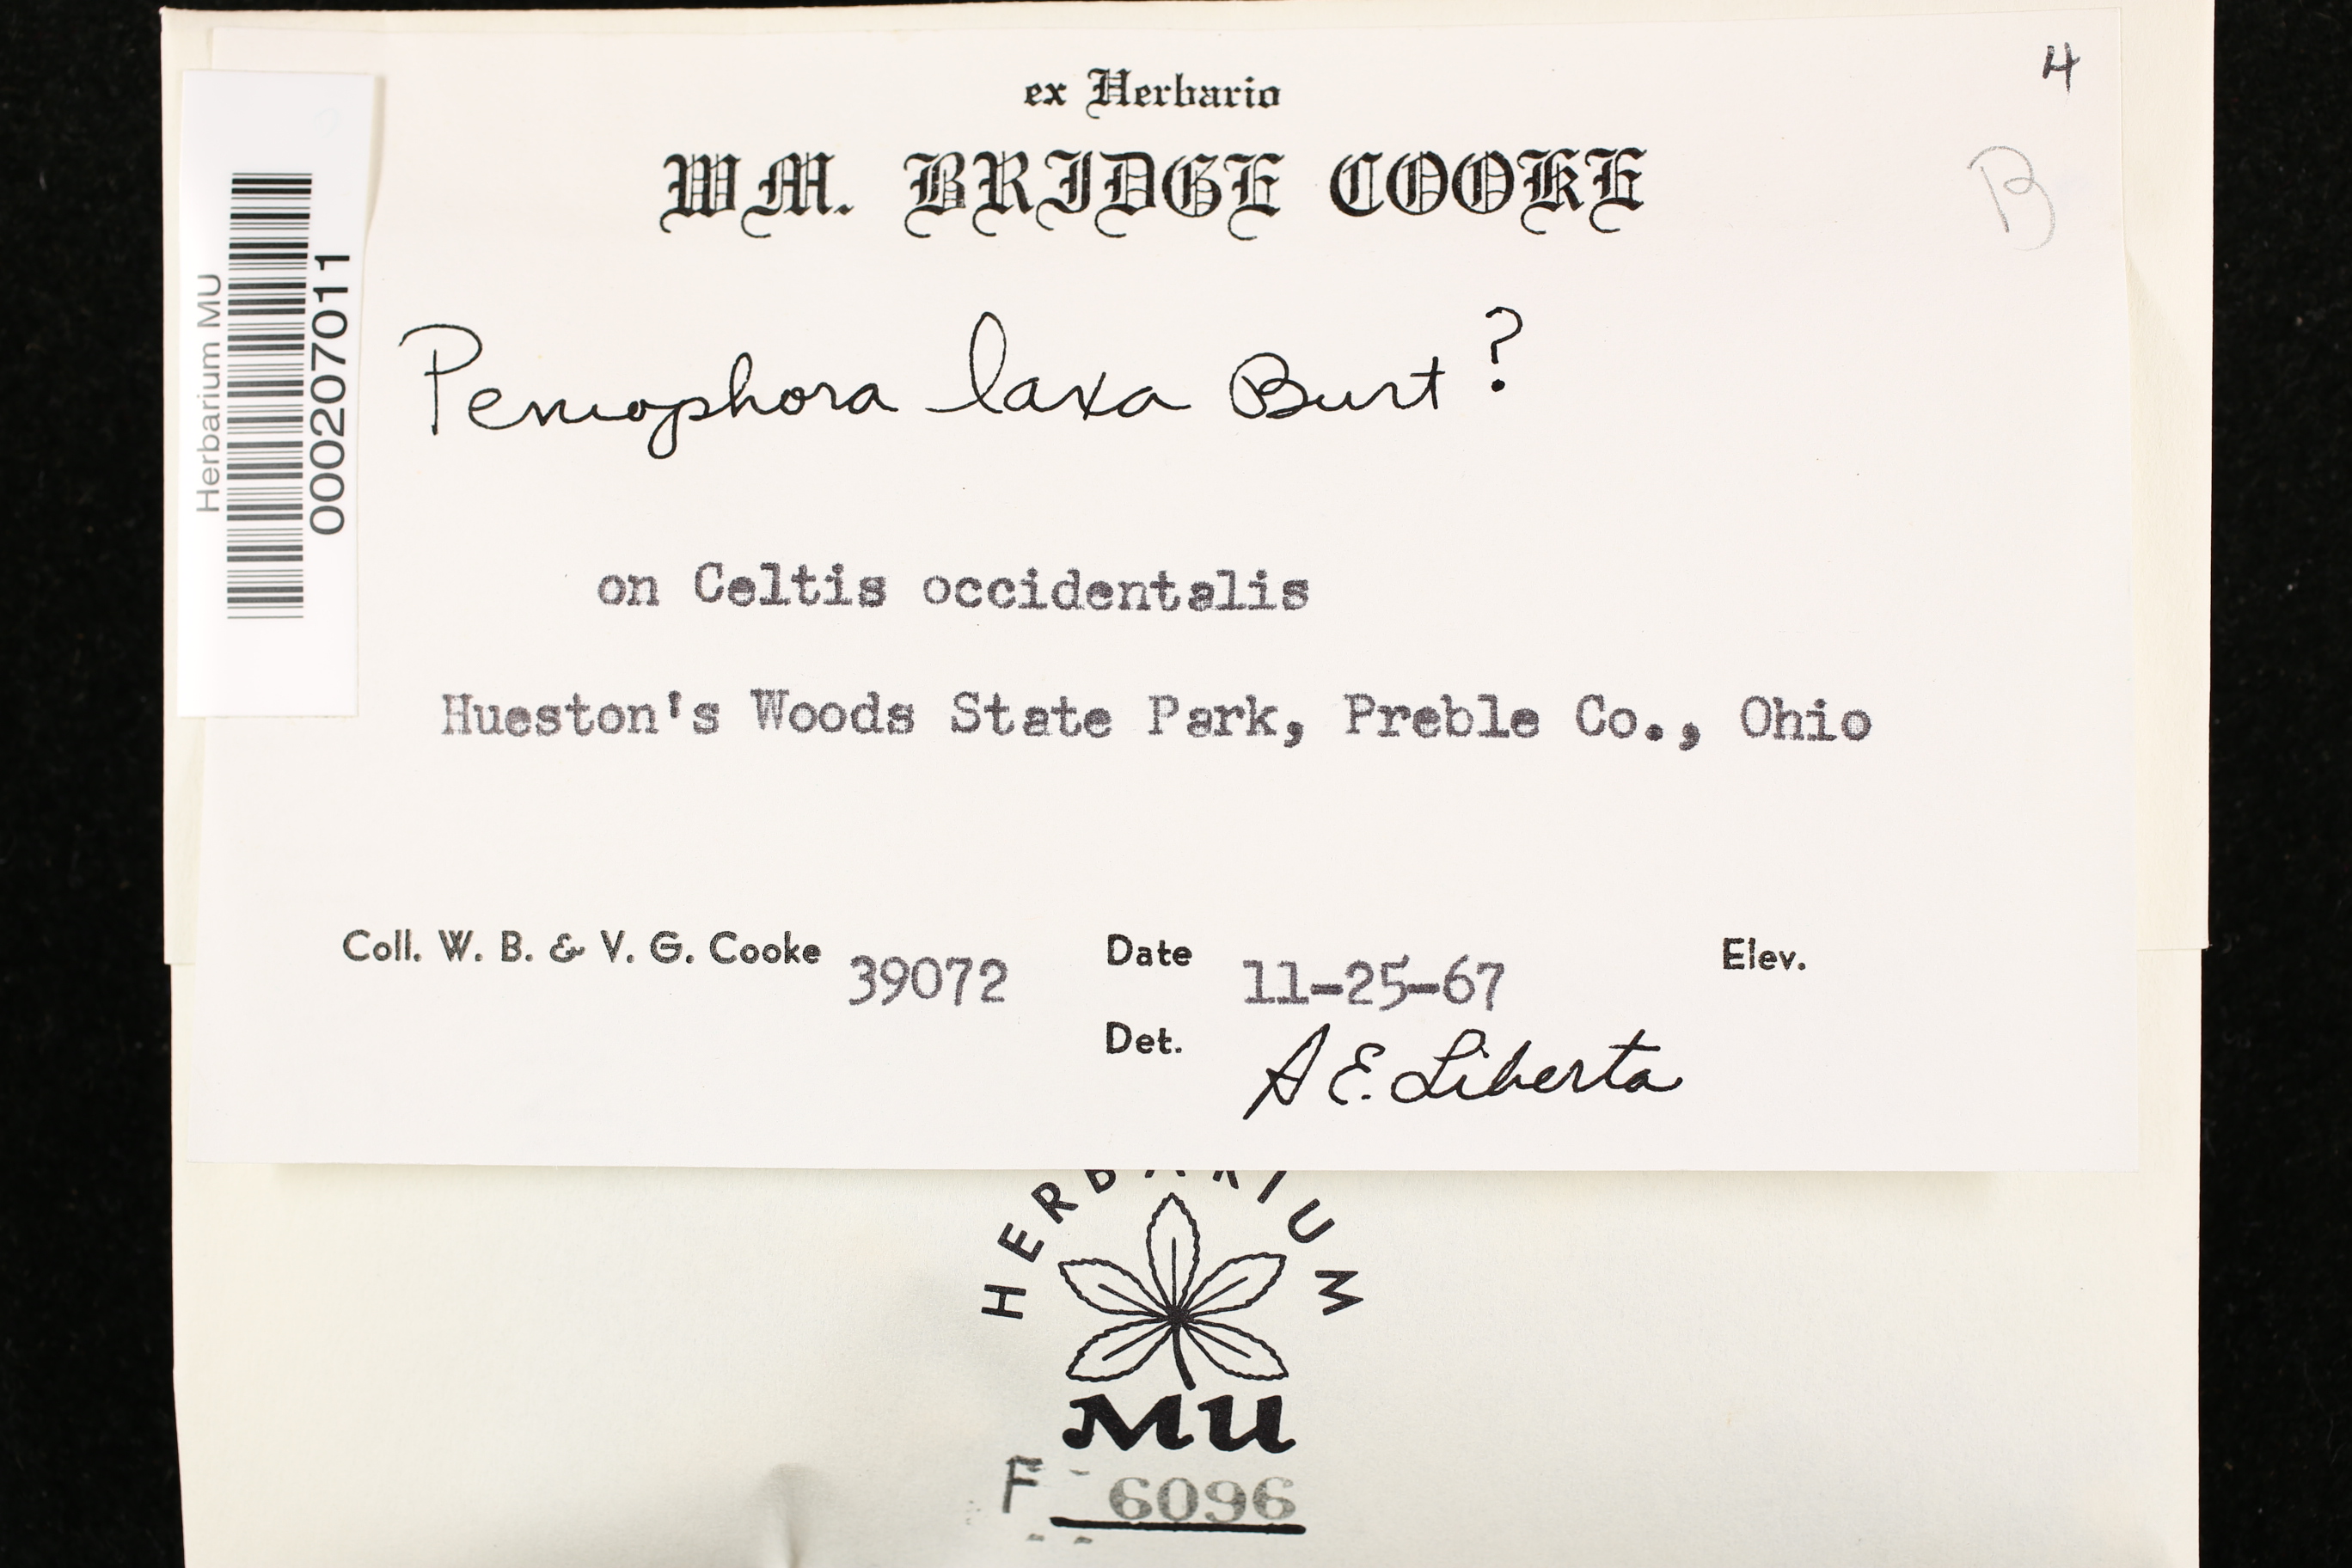 4
ex Herbario
WM. BRIDGE COOKE
B
Herbarium MU
000207011
Peniophora laxa Burt ?
on Celtis occidentalis
Hueston's Woods State Park, Preble Co., Ohio
Coll. W. B. & V. G. Cooke 39072 Date 11-25-67 Elev.
Det. A E. Liberta
HERBARIUM
MU
F 6096